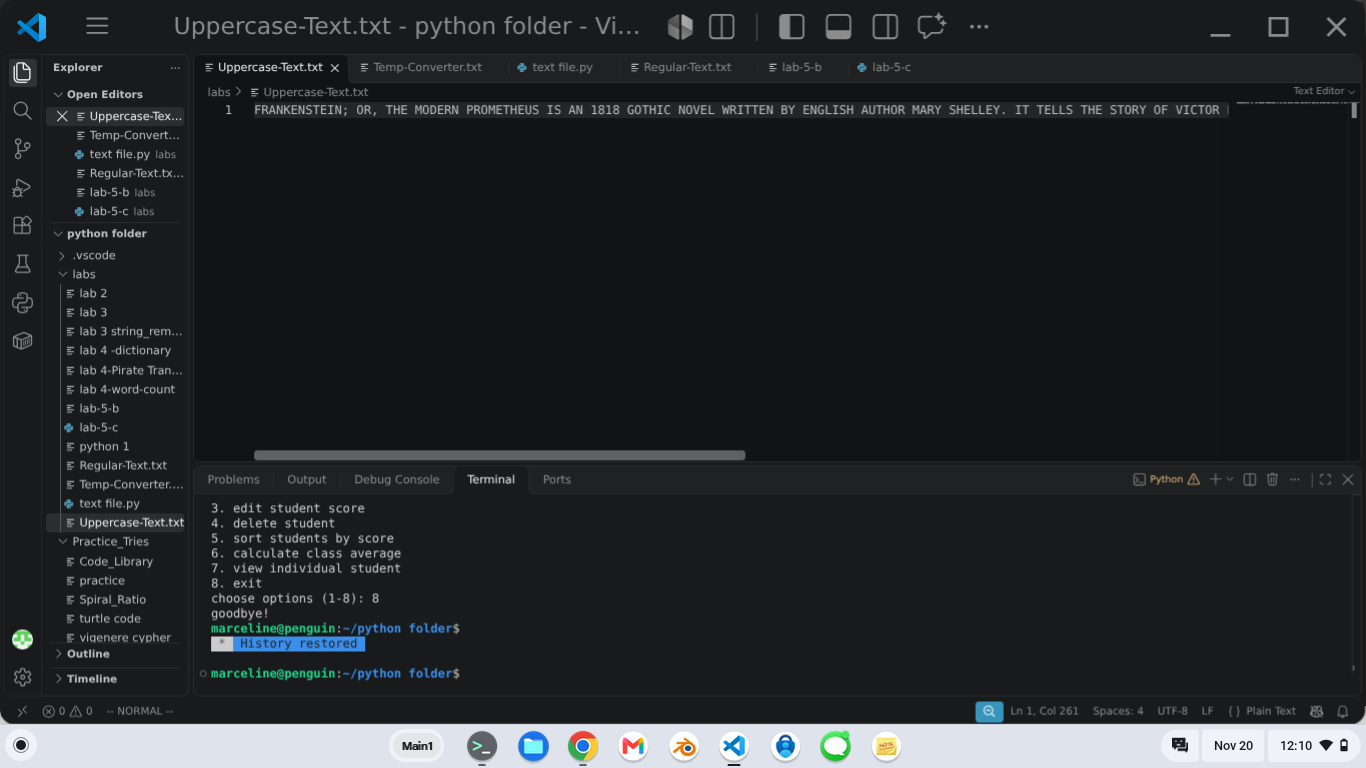 Uppercase-Text.txt - python folder - Vi...
Explorer
Open Editors
Uppercase-Tex...
Temp-Convert...
text file.py labs
Regular-Text.tx...
lab-5-b labs
lab-5-c labs
python folder
.vscode
labs
lab 2
lab 3
lab 3 string_rem...
lab 4 -dictionary
lab 4-Pirate Tran...
lab 4-word-count
lab-5-b
lab-5-c
python 1
Regular-Text.txt
Temp-Converter....
text file.py
Uppercase-Text.txt
Practice_Tries
Code_Library
practice
Spiral_Ratio
turtle code
vigenere cypher
Outline
Timeline
Uppercase-Text.txt Temp-Converter.txt text file.py Regular-Text.txt lab-5-b lab-5-c
labs > Uppercase-Text.txt
Text Editor
1 FRANKENSTEIN; OR, THE MODERN PROMETHEUS IS AN 1818 GOTHIC NOVEL WRITTEN BY ENGLISH AUTHOR MARY SHELLEY. IT TELLS THE STORY OF VICTOR
Problems Output Debug Console Terminal Ports
Python
3. edit student score
4. delete student
5. sort students by score
6. calculate class average
7. view individual student
8. exit
choose options (1-8): 8
goodbye!
marceline@penguin:~/python folder$
* History restored
marceline@penguin:~/python folder$
0 0 -- NORMAL --
Ln 1, Col 261 Spaces: 4 UTF-8 LF { } Plain Text
Main1
NOTE
Nov 20 12:10